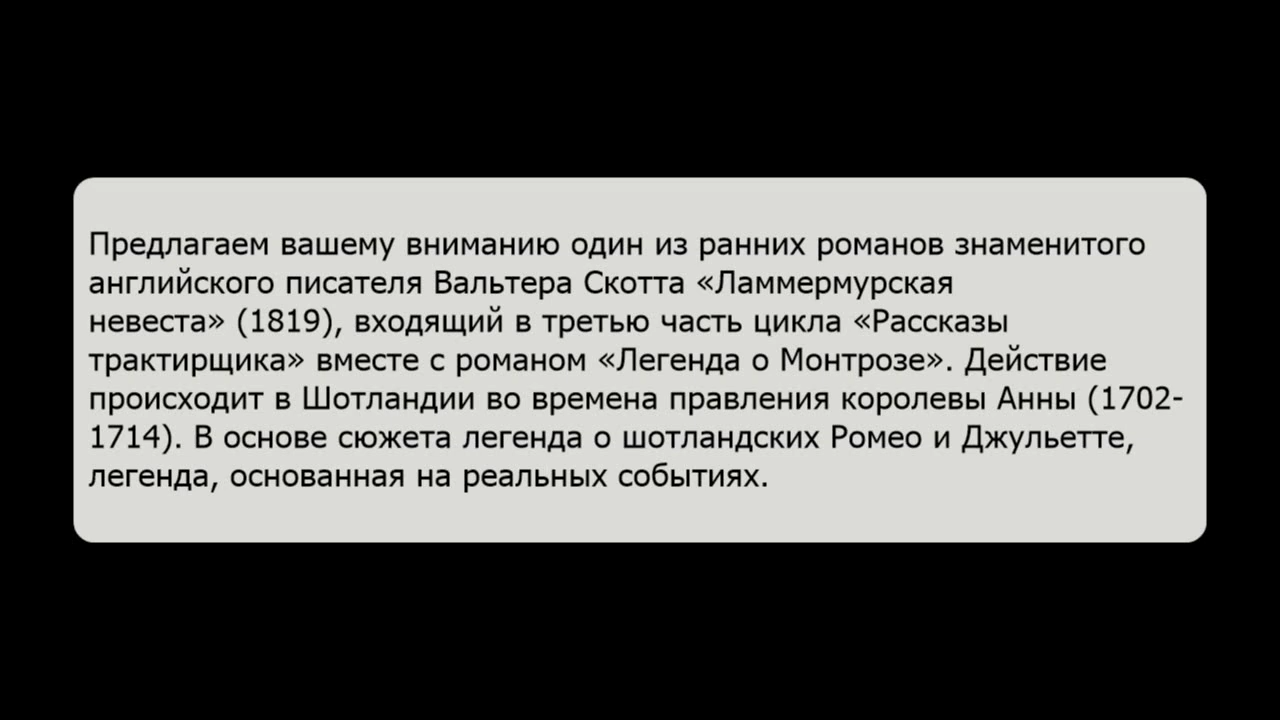 Предлагаем вашему вниманию один из ранних романов знаменитого
английского писателя Вальтера Скотта «Ламмермурская
невеста» (1819), входящий в третью часть цикла «Рассказы
трактирщика» вместе с романом «Легенда о Монтрозе». Действие
происходит в Шотландии во времена правления королевы Анны (1702-
1714). В основе сюжета легенда о шотландских Ромео и Джульетте,
легенда, основанная на реальных событиях.